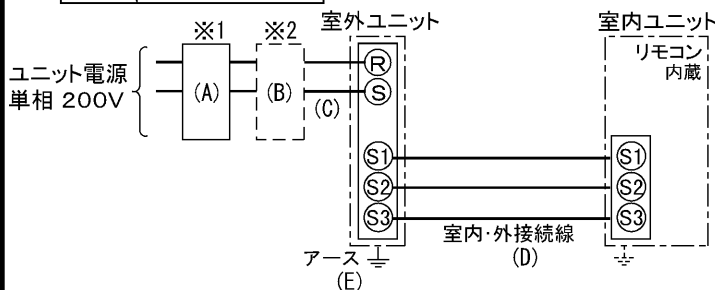 ※1
※2
室外ユニット
室内ユニット
ユニット電源
単相 200V
(A)
(B)
(C)
R
S
リモコン
内蔵
S1
S2
S3
S1
S2
S3
室内・外接続線
(D)
アース
(E)